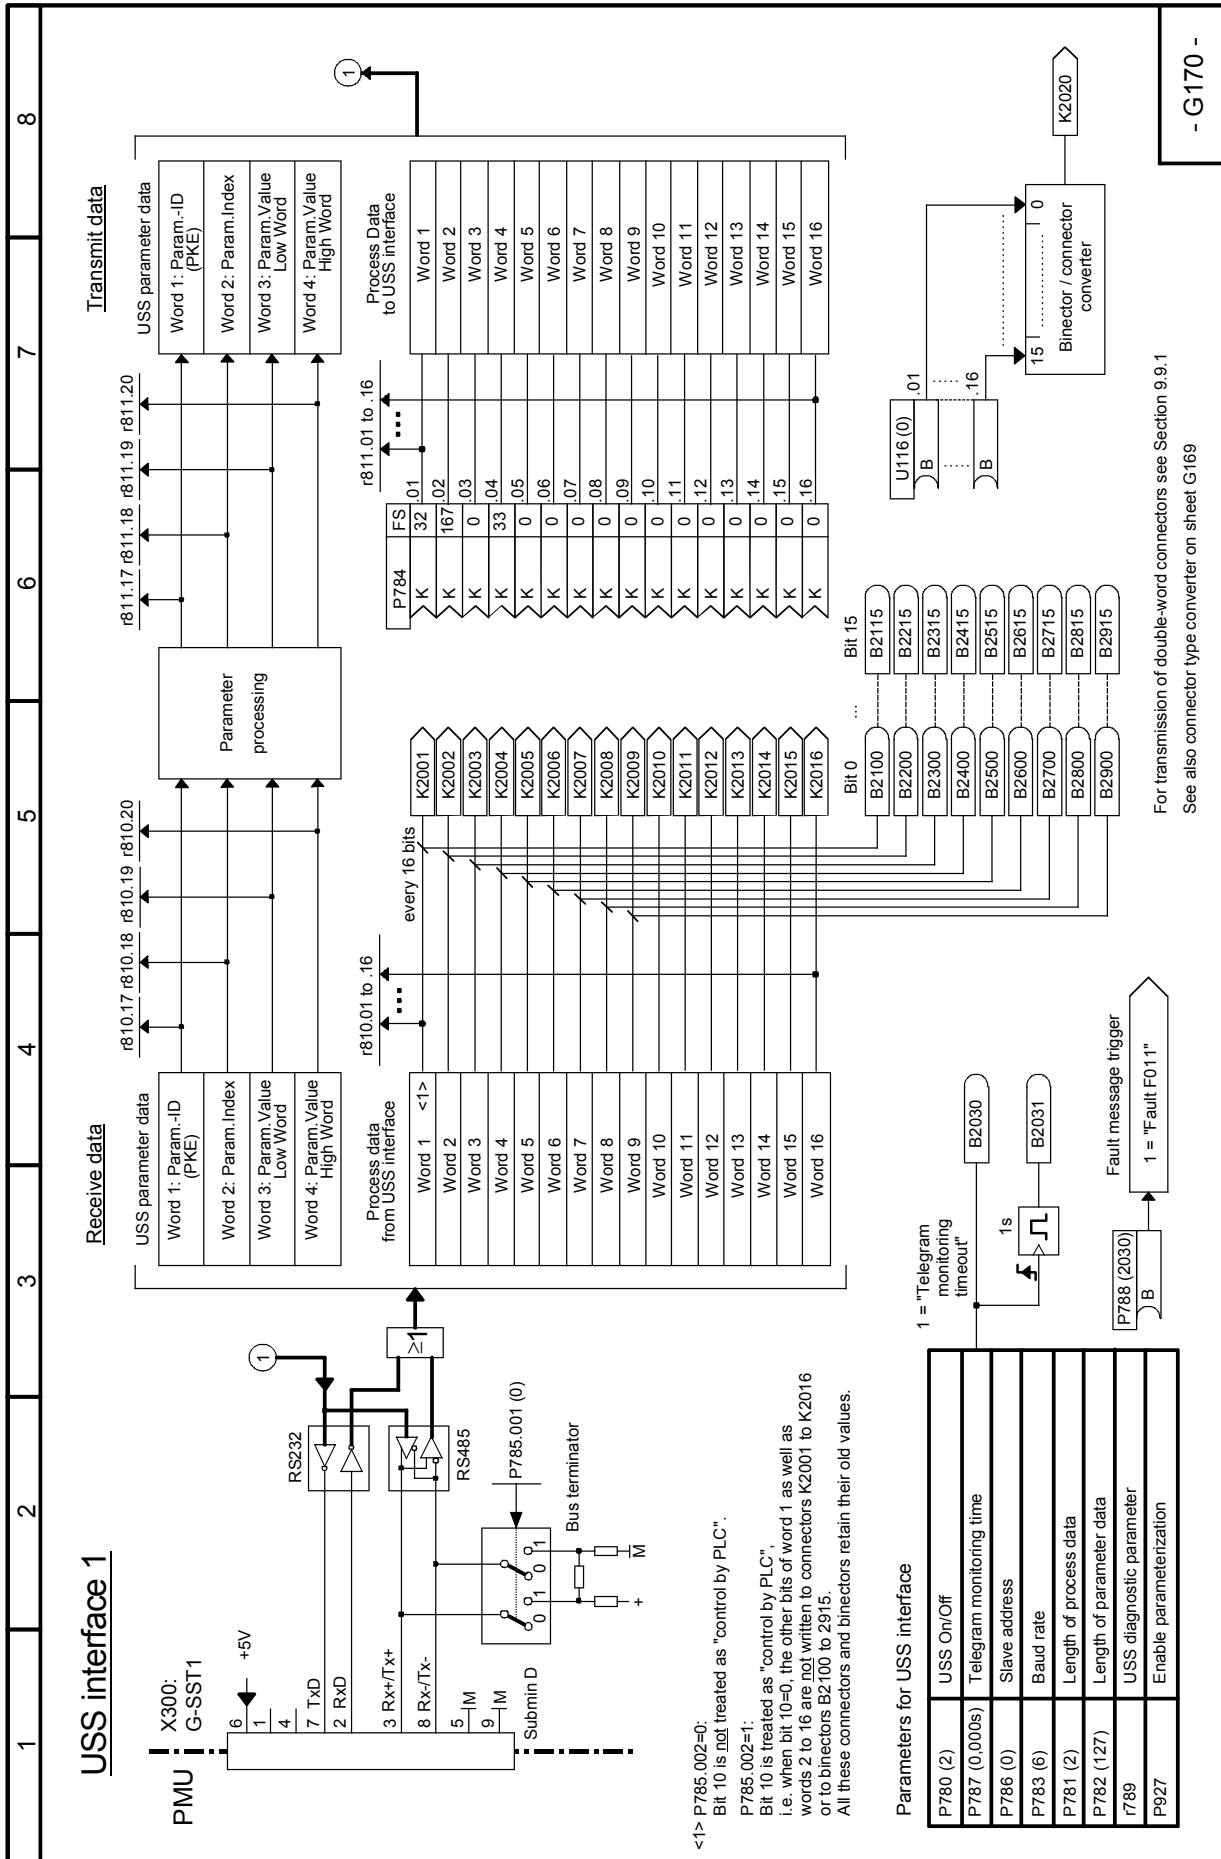 1 2 3 4 5 6 7 8
USS interface 1
PMU
X300:
G-SST1
6
+5V
1
4
7 TxD
2 RxD
3 Rx+/Tx+
8 Rx-/Tx-
5
M
9
M
Submin D
RS232
RS485
1
≥1
P785.001 (0)
0 1 0 1
Bus terminator
+
M
<1> P785.002=0:
Bit 10 is not treated as "control by PLC".
P785.002=1:
Bit 10 is treated as "control by PLC",
i.e. when bit 10=0, the other bits of word 1 as well as
words 2 to 16 are not written to connectors K2001 to K2016
or to binectors B2100 to 2915.
All these connectors and binectors retain their old values.
Parameters for USS interface
P780 (2) USS On/Off
P787 (0,000s) Telegram monitoring time
P786 (0) Slave address
P783 (6) Baud rate
P781 (2) Length of process data
P782 (127) Length of parameter data
r789 USS diagnostic parameter
P927 Enable parameterization
1 = "Telegram
monitoring
timeout"
B2030
1s
B2031
P788 (2030)
B
Fault message trigger
1 = "Fault F011"
Receive data
USS parameter data
Word 1: Param.-ID
(PKE)
Word 2: Param.Index
Word 3: Param.Value
Low Word
Word 4: Param.Value
High Word
r810.17
r810.18
r810.19
r810.20
Parameter
processing
r811.17
r811.18
r811.19
r811.20
Transmit data
USS parameter data
Word 1: Param.-ID
(PKE)
Word 2: Param.Index
Word 3: Param.Value
Low Word
Word 4: Param.Value
High Word
1
Process data
from USS interface
Word 1 <1>
Word 2
Word 3
Word 4
Word 5
Word 6
Word 7
Word 8
Word 9
Word 10
Word 11
Word 12
Word 13
Word 14
Word 15
Word 16
r810.01 to .16
every 16 bits
K2001
K2002
K2003
K2004
K2005
K2006
K2007
K2008
K2009
K2010
K2011
K2012
K2013
K2014
K2015
K2016
Bit 0 ... Bit 15
B2100 B2115
B2200 B2215
B2300 B2315
B2400 B2415
B2500 B2515
B2600 B2615
B2700 B2715
B2800 B2815
B2900 B2915
P784 FS
K 32 .01
K 167 .02
K 0 .03
K 33 .04
K 0 .05
K 0 .06
K 0 .07
K 0 .08
K 0 .09
K 0 .10
K 0 .11
K 0 .12
K 0 .13
K 0 .14
K 0 .15
K 0 .16
r811.01 to .16
Process Data
to USS interface
Word 1
Word 2
Word 3
Word 4
Word 5
Word 6
Word 7
Word 8
Word 9
Word 10
Word 11
Word 12
Word 13
Word 14
Word 15
Word 16
U116 (0)
B .01
B .16
15 0
Binector / connector
converter
K2020
For transmission of double-word connectors see Section 9.9.1
See also connector type converter on sheet G169
- G170 -